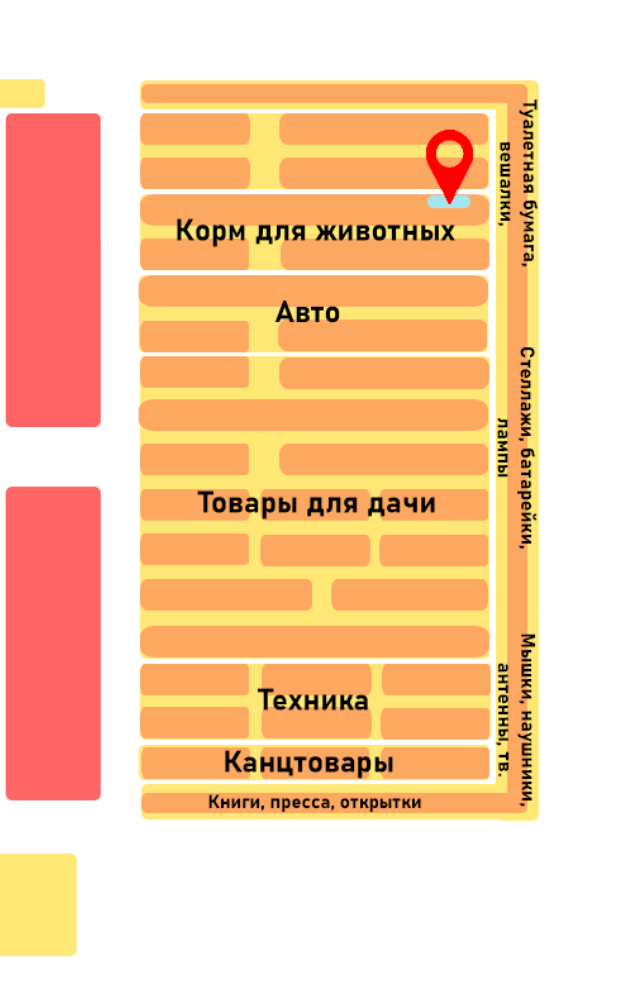 Туалетная бумага,
вешалки,
Корм для животных
Авто
Стеллажи, батарейки,
лампы
Товары для дачи
Мышки, наушники,
антенны, тв.
Техника
Канцтовары
Книги, пресса, открытки